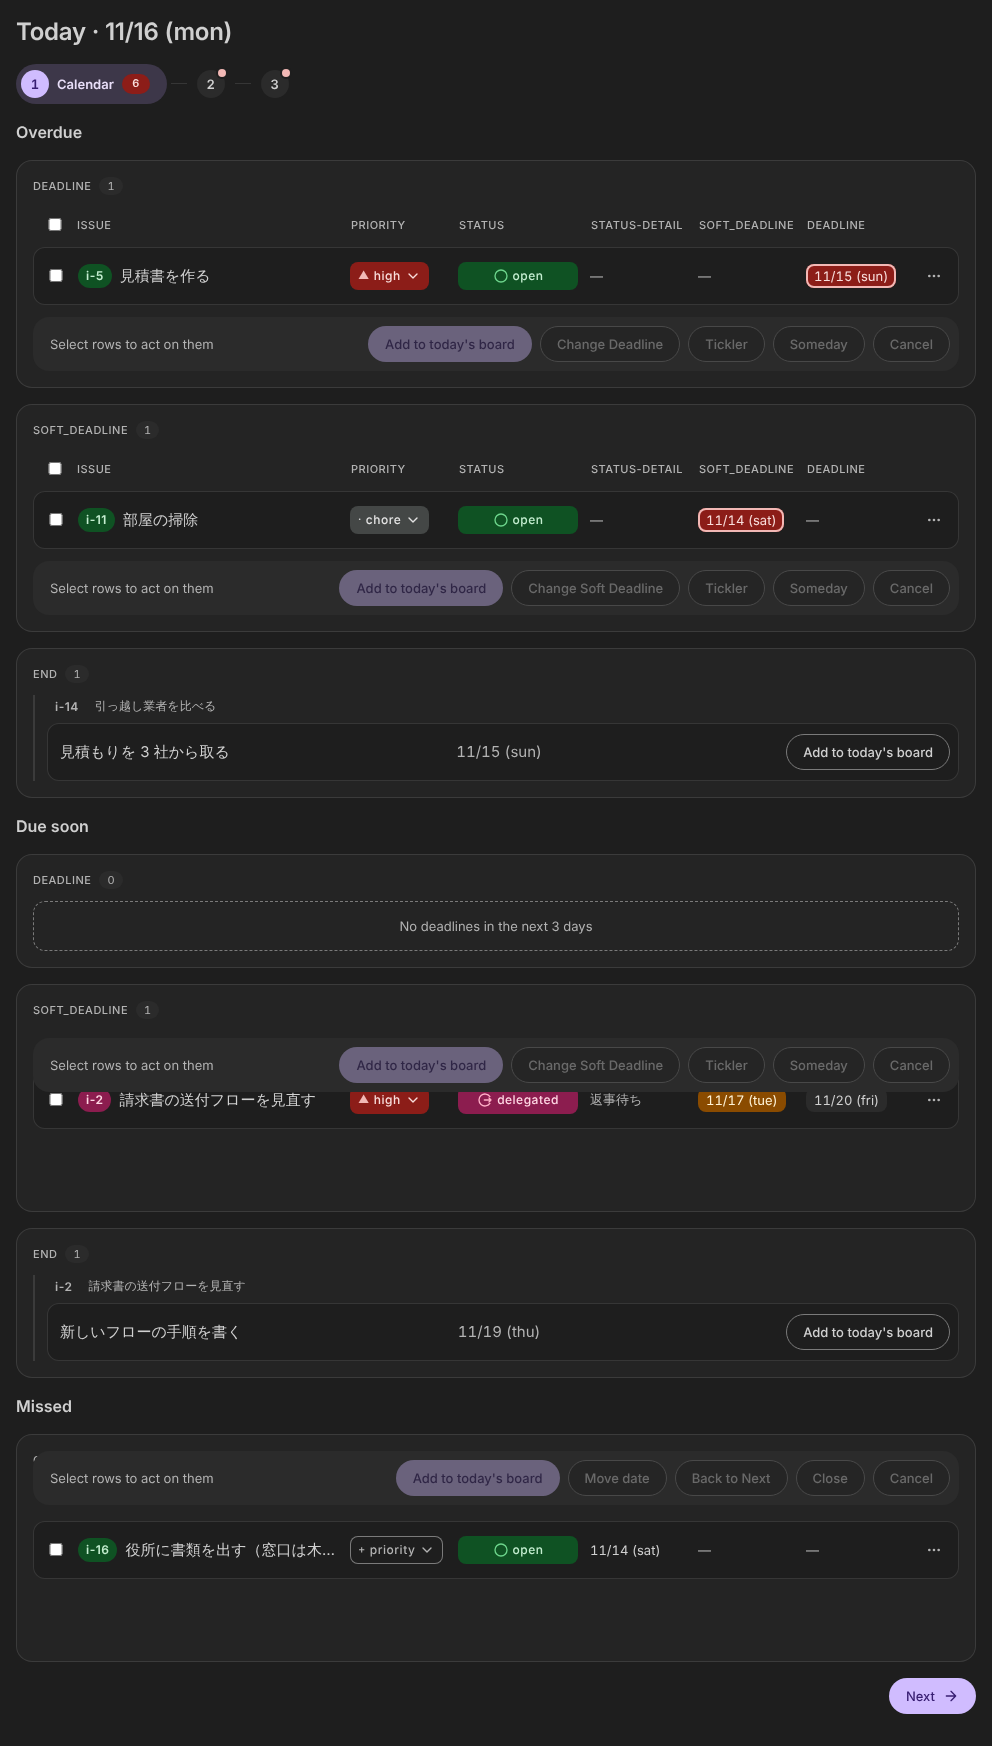 Today · 11/16 (mon)
1 Calendar 6 2 3
Overdue
DEADLINE 1
ISSUE PRIORITY STATUS STATUS-DETAIL SOFT_DEADLINE DEADLINE
i-5 見積書を作る high open — — 11/15 (sun) ...
Select rows to act on them Add to today's board Change Deadline Tickler Someday Cancel
SOFT_DEADLINE 1
ISSUE PRIORITY STATUS STATUS-DETAIL SOFT_DEADLINE DEADLINE
i-11 部屋の掃除 · chore open — 11/14 (sat) — ...
Select rows to act on them Add to today's board Change Soft Deadline Tickler Someday Cancel
END 1
i-14 引っ越し業者を比べる
見積もりを 3 社から取る 11/15 (sun) Add to today's board
Due soon
DEADLINE 0
No deadlines in the next 3 days
SOFT_DEADLINE 1
Select rows to act on them Add to today's board Change Soft Deadline Tickler Someday Cancel
i-2 請求書の送付フローを見直す high delegated 返事待ち 11/17 (tue) 11/20 (fri) ...
END 1
i-2 請求書の送付フローを見直す
新しいフローの手順を書く 11/19 (thu) Add to today's board
Missed
Select rows to act on them Add to today's board Move date Back to Next Close Cancel
i-16 役所に書類を出す（窓口は木... + priority open 11/14 (sat) — — ...
Next →